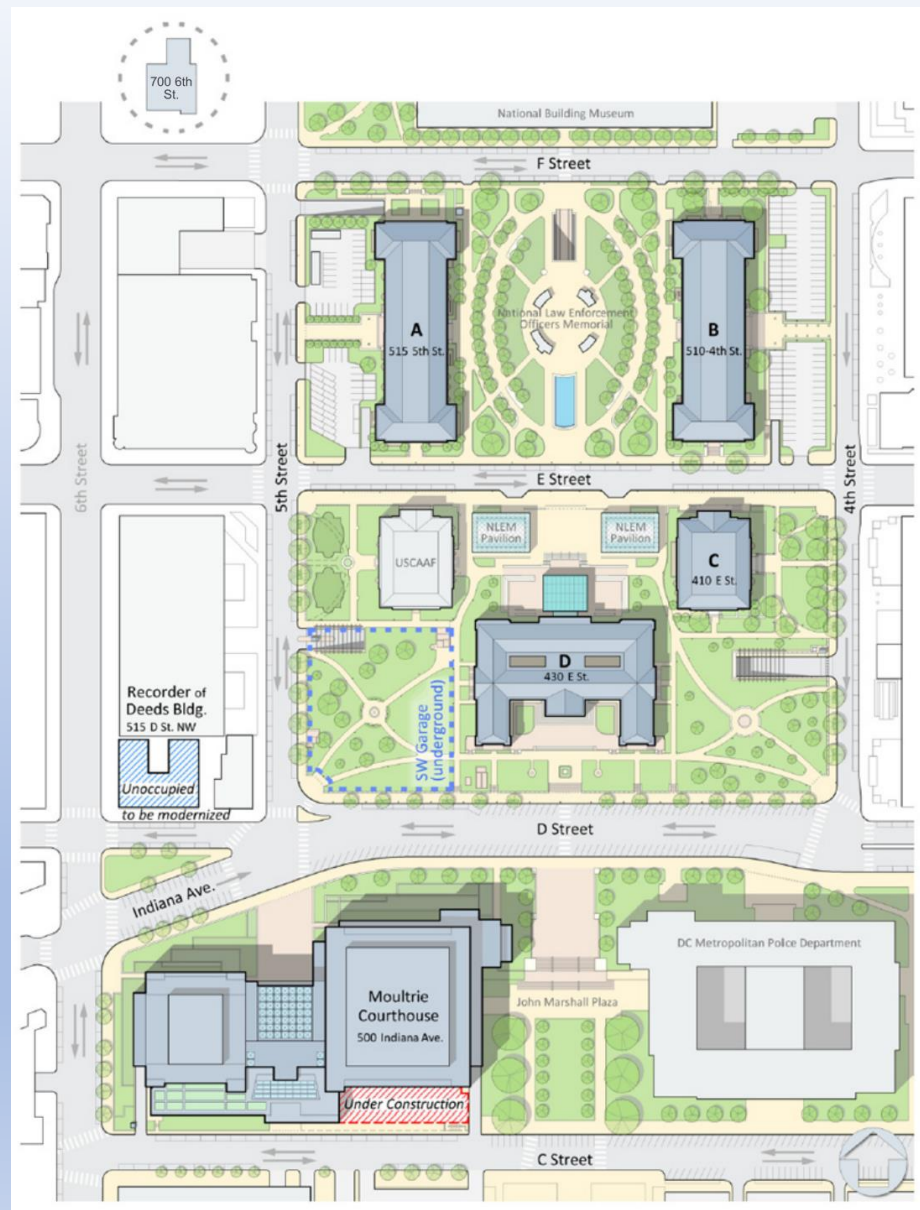 700 6th
St.
National Building Museum
F Street
National Law Enforcement
Officers Memorial
A
515 5th St.
B
510-4th St.
6th Street
5th Street
E Street
4th Street
NLEM
Pavilion
NLEM
Pavilion
USCAAF
C
410 E St.
D
430 E St.
SW Garage
(underground)
Recorder of
Deeds Bldg.
515 D St. NW
Unoccupied
to be modernized
D Street
Indiana Ave.
DC Metropolitan Police Department
Moultrie
Courthouse
500 Indiana Ave.
John Marshall Plaza
Under Construction
C Street